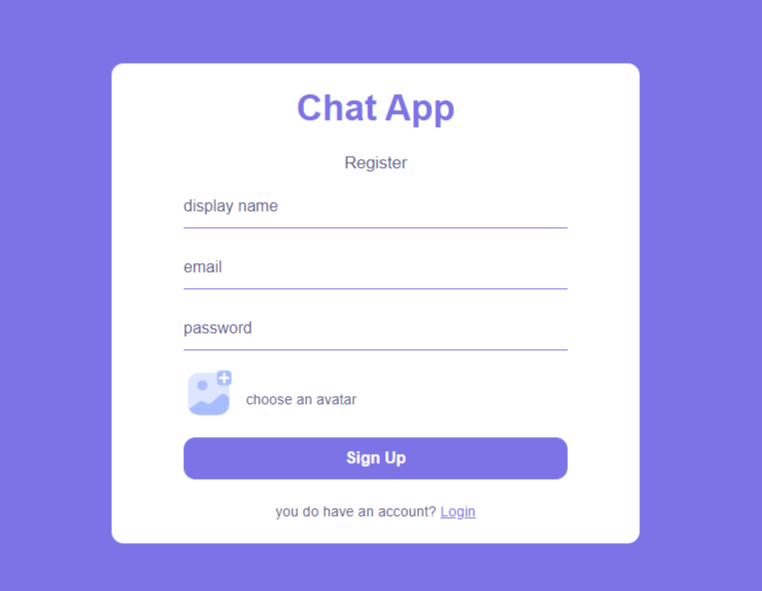 Chat App
Register
display name
email
password
choose an avatar
Sign Up
you do have an account? Login